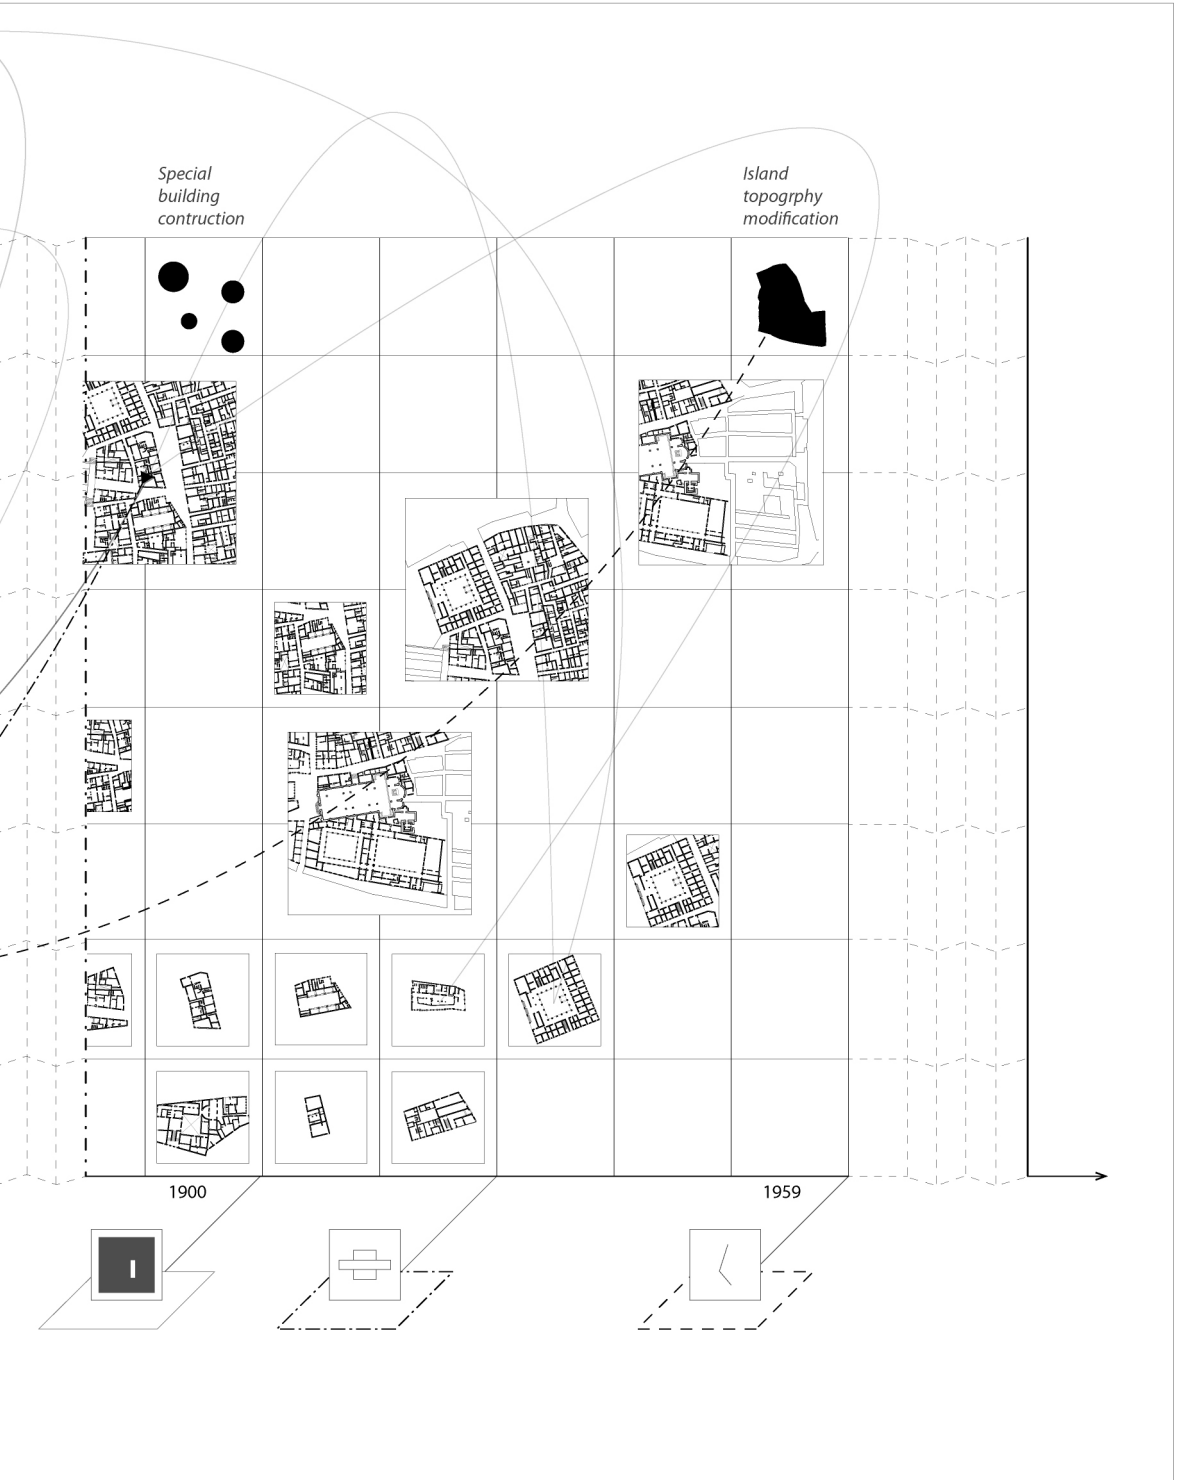 Special
building
contruction
Island
topogrphy
modification
1900
1959